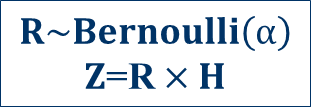 R~Bernoulli(α)
Z=R × H